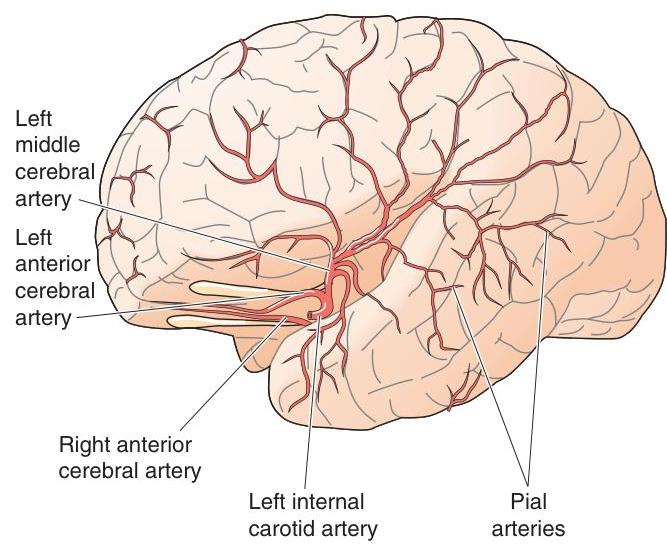 Left
middle
cerebral
artery
Left
anterior
cerebral
artery
Right anterior
cerebral artery
Left internal
carotid artery
Pial
arteries